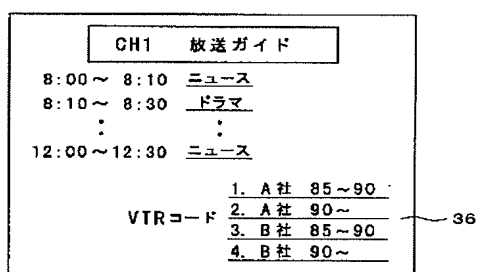 CH1 放送ガイド
8:00～ 8:10 ニュース
8:10～ 8:30 ドラマ
: :
12:00～12:30 ニュース
1. A社 85～90
VTRコード 2. A社 90～ 36
3. B社 85～90
4. B社 90～